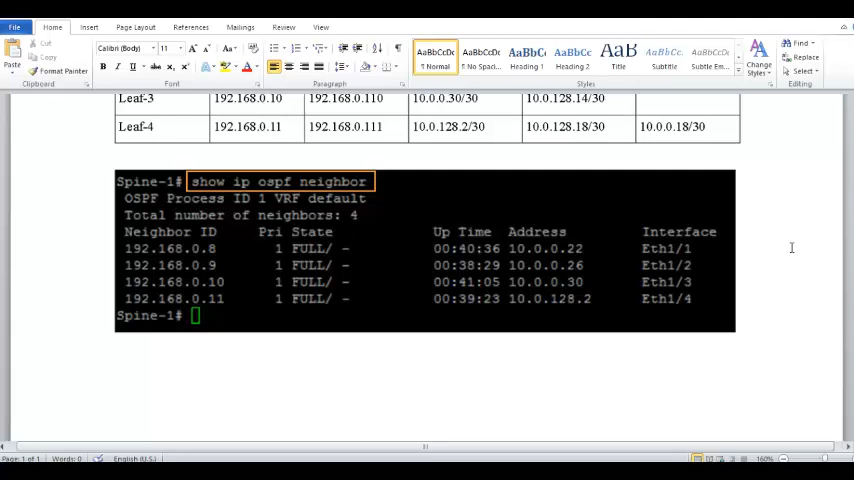 File Home Insert Page Layout References Mailings Review View
Cut
Copy
Paste
Format Painter
Clipboard
Calibri (Body) 11
Font
Paragraph
AaBbCcDc AaBbCcDc AaBbC( AaBbCc AaB AaBbCc. AaBbCcDc
¶ Normal ¶ No Spaci... Heading 1 Heading 2 Title Subtitle Subtle Em...
Styles
Change Styles
Find
Replace
Select
Editing
Leaf-3 192.168.0.10 192.168.0.110 10.0.0.30/30 10.0.128.14/30
Leaf-4 192.168.0.11 192.168.0.111 10.0.128.2/30 10.0.128.18/30 10.0.0.18/30
Spine-1# show ip ospf neighbor
OSPF Process ID 1 VRF default
Total number of neighbors: 4
Neighbor ID Pri State Up Time Address Interface
192.168.0.8 1 FULL/ - 00:40:36 10.0.0.22 Eth1/1
192.168.0.9 1 FULL/ - 00:38:29 10.0.0.26 Eth1/2
192.168.0.10 1 FULL/ - 00:41:05 10.0.0.30 Eth1/3
192.168.0.11 1 FULL/ - 00:39:23 10.0.128.2 Eth1/4
Spine-1#
Page: 1 of 1 Words: 0 English (U.S.) 160%